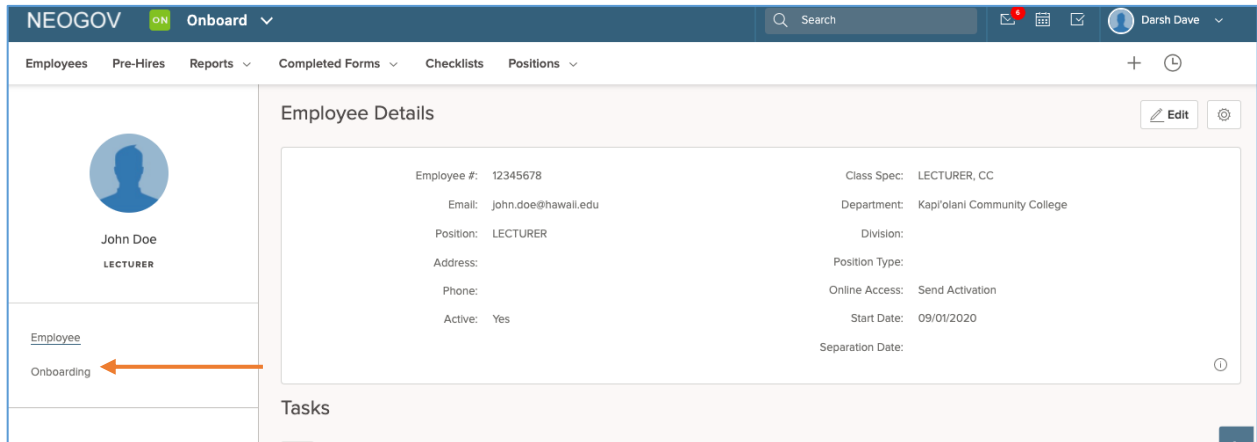 NEOGOV ON Onboard Search 6 Darsh Dave
Employees Pre-Hires Reports Completed Forms Checklists Positions
Employee Details
Edit
Employee #: 12345678
Class Spec: LECTURER, CC
Email: john.doe@hawaii.edu
Department: Kapi'olani Community College
Position: LECTURER
Division:
John Doe
Address:
Position Type:
LECTURER
Phone:
Online Access: Send Activation
Active: Yes
Start Date: 09/01/2020
Employee
Separation Date:
Onboarding
Tasks